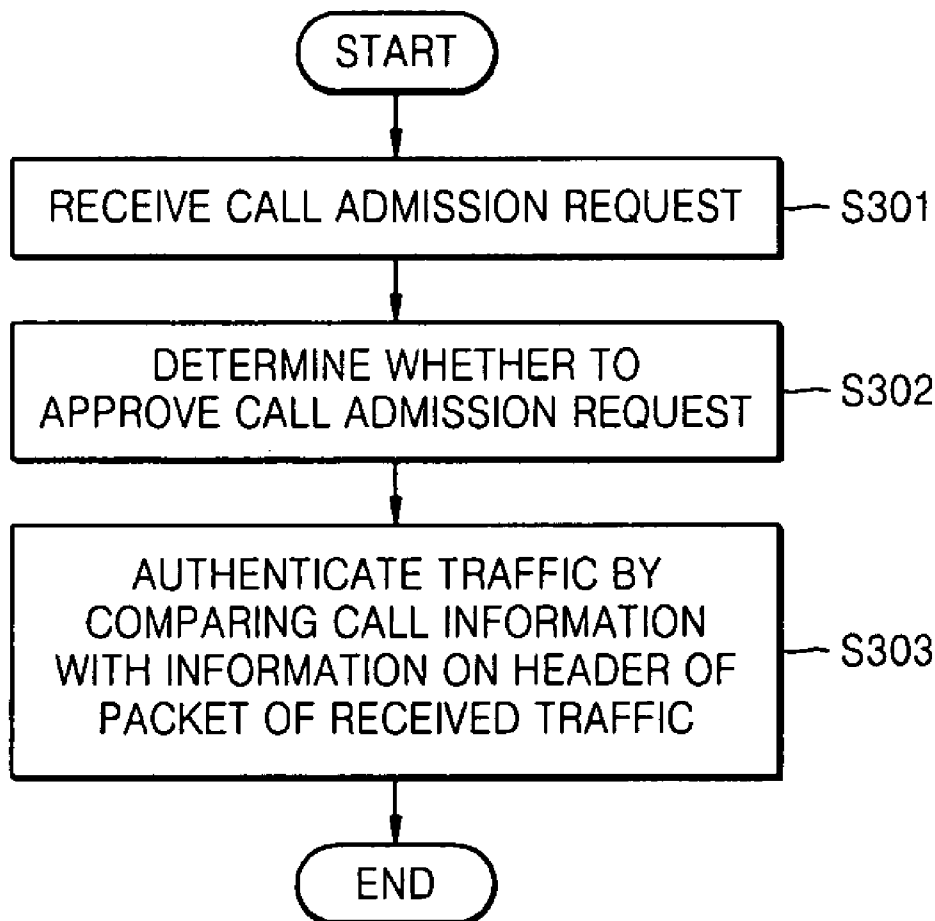 START
RECEIVE CALL ADMISSION REQUEST
S301
DETERMINE WHETHER TO
APPROVE CALL ADMISSION REQUEST
S302
AUTHENTICATE TRAFFIC BY
COMPARING CALL INFORMATION
WITH INFORMATION ON HEADER OF
PACKET OF RECEIVED TRAFFIC
S303
END